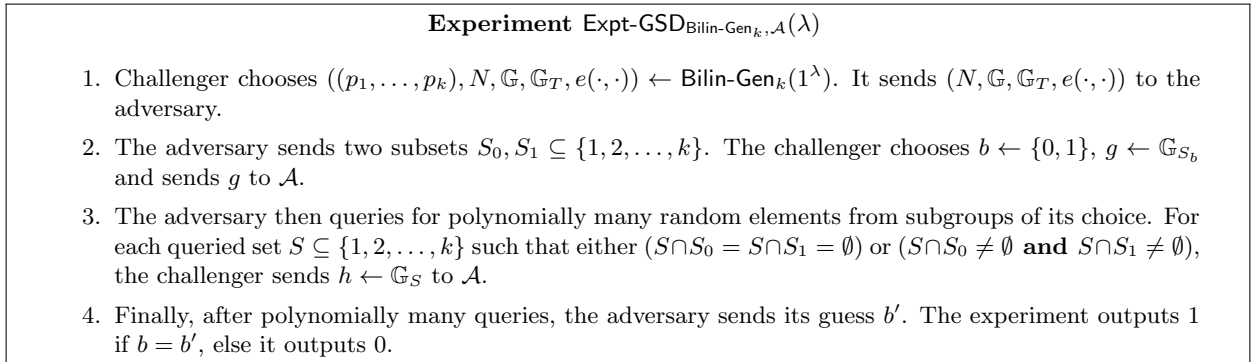 Experiment Expt-GSD_{Bilin-Gen_k,𝒜}(λ)
1. Challenger chooses ((p_1, . . . , p_k), N, 𝔾, 𝔾_T, e(·, ·)) ← Bilin-Gen_k(1^λ). It sends (N, 𝔾, 𝔾_T, e(·, ·)) to the
adversary.
2. The adversary sends two subsets S_0, S_1 ⊆ {1, 2, . . . , k}. The challenger chooses b ← {0, 1}, g ← 𝔾_{S_b}
and sends g to 𝒜.
3. The adversary then queries for polynomially many random elements from subgroups of its choice. For
each queried set S ⊆ {1, 2, . . . , k} such that either (S∩S_0 = S∩S_1 = ∅) or (S∩S_0 ≠ ∅ and S∩S_1 ≠ ∅),
the challenger sends h ← 𝔾_S to 𝒜.
4. Finally, after polynomially many queries, the adversary sends its guess b′. The experiment outputs 1
if b = b′, else it outputs 0.